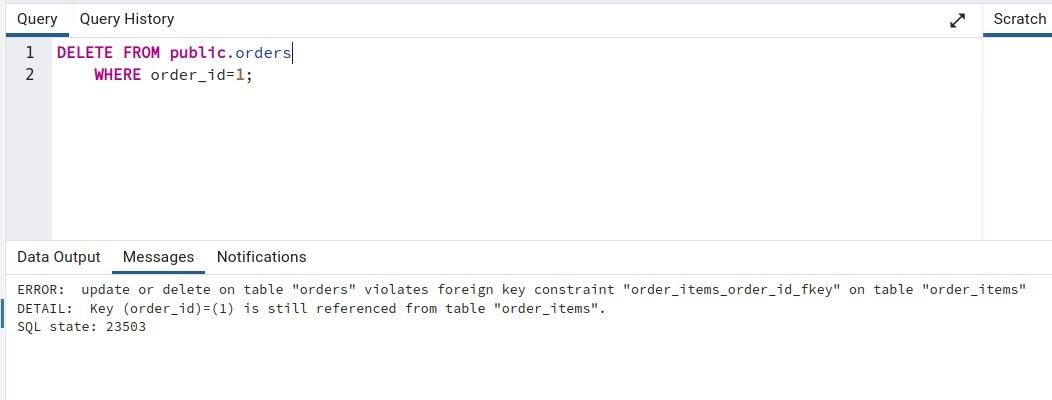 Query Query History Scratch
1 DELETE FROM public.orders
2 WHERE order_id=1;
Data Output Messages Notifications
ERROR:  update or delete on table "orders" violates foreign key constraint "order_items_order_id_fkey" on table "order_items"
DETAIL:  Key (order_id)=(1) is still referenced from table "order_items".
SQL state: 23503